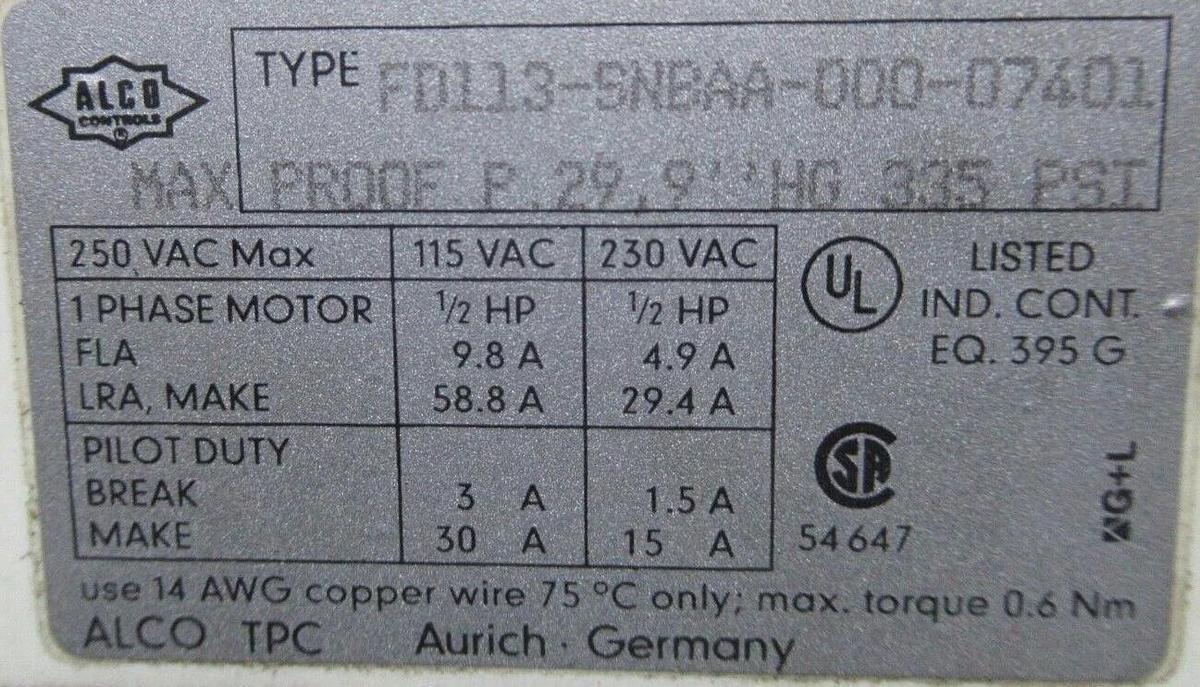 ALCO
CONTROLS
®
TYPE FD113-SNBAA-000-07401
MAX PROOF P.29,9''HG 335 PSI
250 VAC Max 115 VAC 230 VAC
1 PHASE MOTOR 1/2 HP 1/2 HP
FLA 9.8 A 4.9 A
LRA, MAKE 58.8 A 29.4 A
PILOT DUTY
BREAK 3 A 1.5 A
MAKE 30 A 15 A
UL LISTED
IND. CONT.
EQ. 395 G
SA
54 647
G+L
use 14 AWG copper wire 75 °C only; max. torque 0.6 Nm
ALCO TPC Aurich · Germany